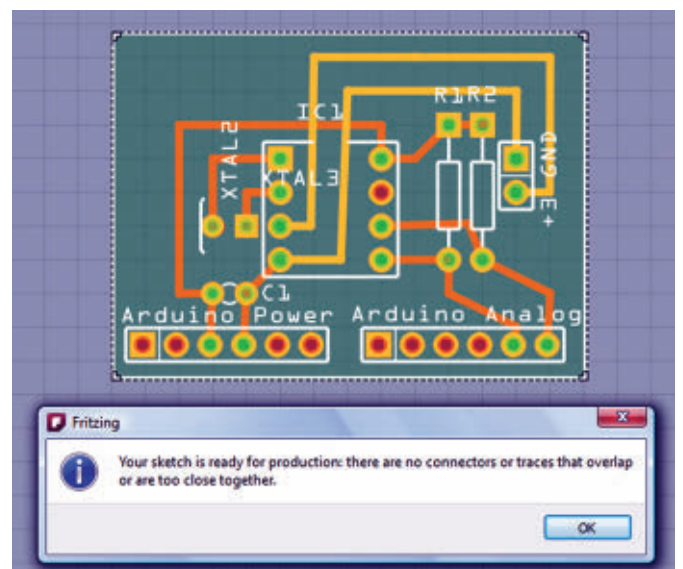 R1R2
IC1
XTAL2
XTAL3
GND
E+
C1
Arduino Power
Arduino Analog
Fritzing
Your sketch is ready for production: there are no connectors or traces that overlap
or are too close together.
OK